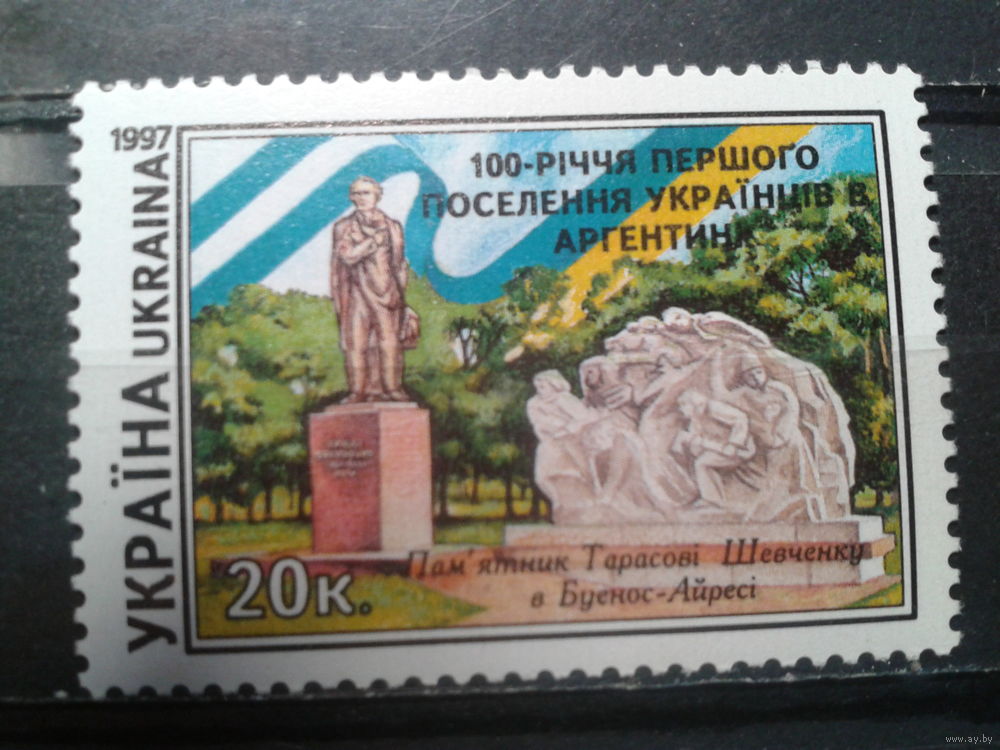 1997
УКРАЇНА UKRAINA
100-РІЧЧЯ ПЕРШОГО
ПОСЕЛЕННЯ УКРАЇНЦІВ В
АРГЕНТИНІ
20к.
Пам'ятник Тарасові Шевченку
в Буенос-Айресі
www.ay.by